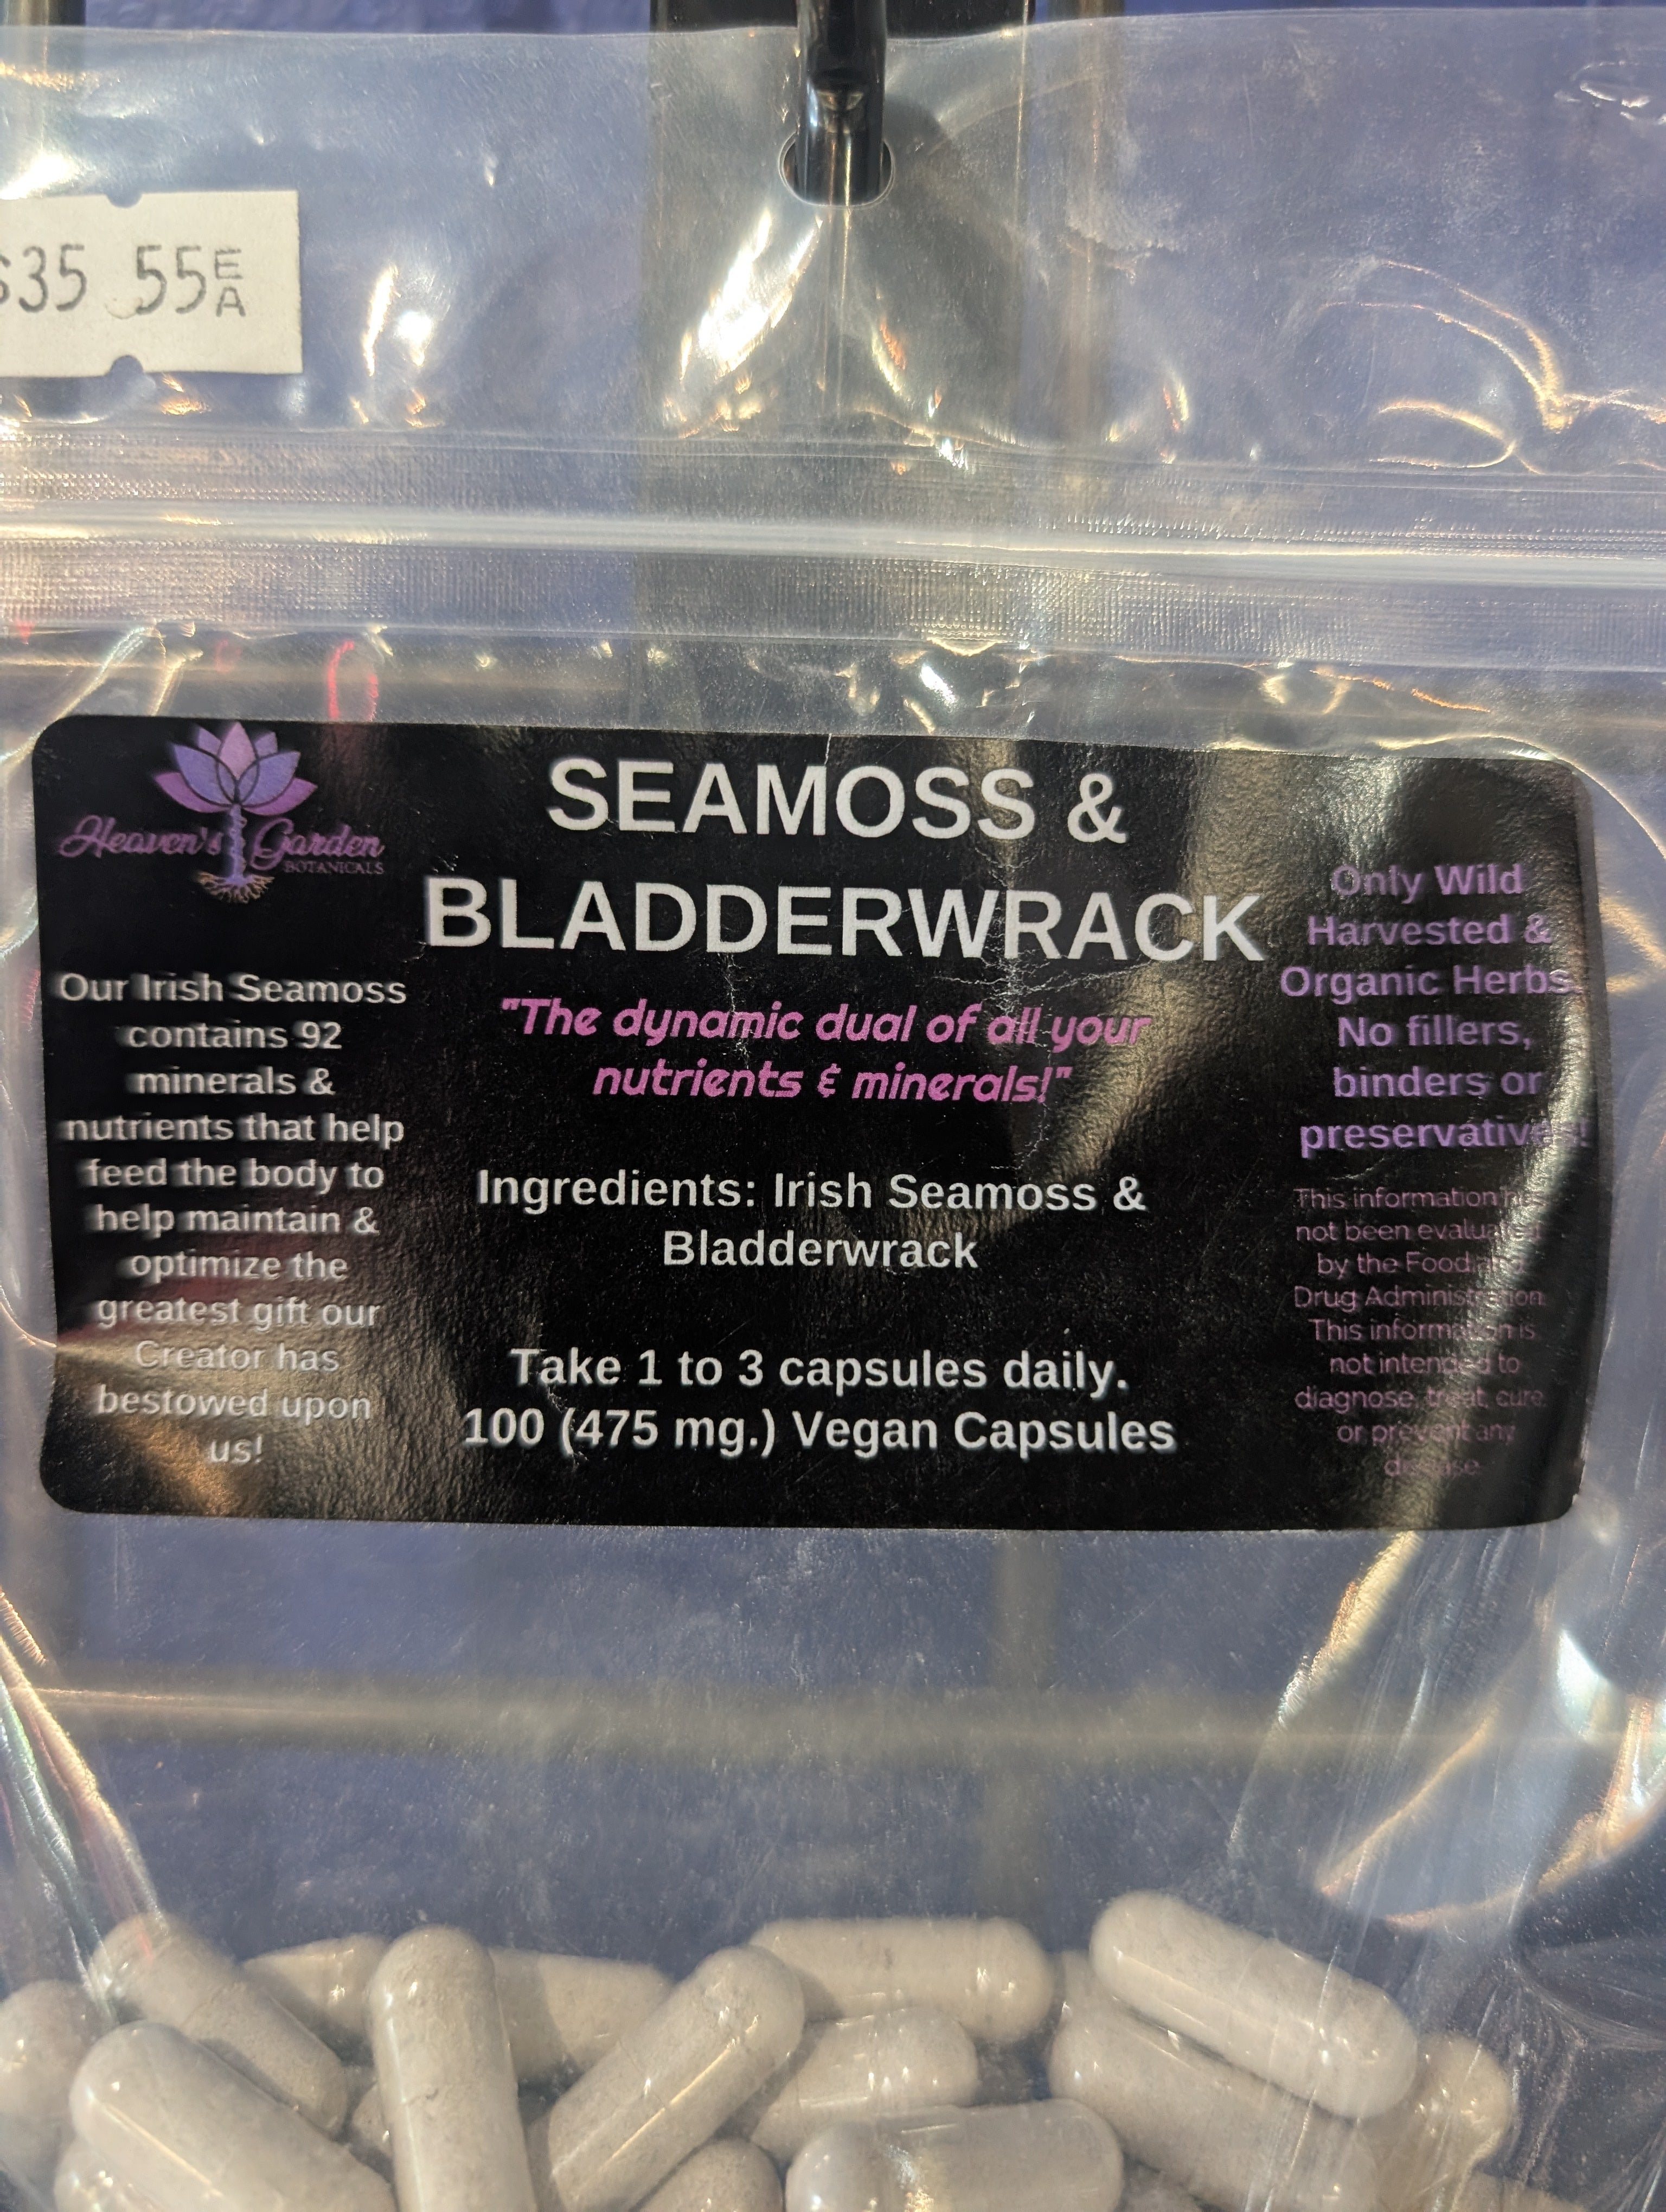 $35 55 EA
Heaven's Garden
BOTANICALS
SEAMOSS &
BLADDERWRACK
"The dynamic dual of all your
nutrients & minerals!"
Ingredients: Irish Seamoss &
Bladderwrack
Take 1 to 3 capsules daily.
100 (475 mg.) Vegan Capsules
Our Irish Seamoss
contains 92
minerals &
nutrients that help
feed the body to
help maintain &
optimize the
greatest gift our
Creator has
bestowed upon
us!
Only Wild
Harvested &
Organic Herbs
No fillers,
binders or
preservatives!
This information has
not been evaluated
by the Food and
Drug Administration
This information is
not intended to
diagnose, treat, cure
or prevent any
disease